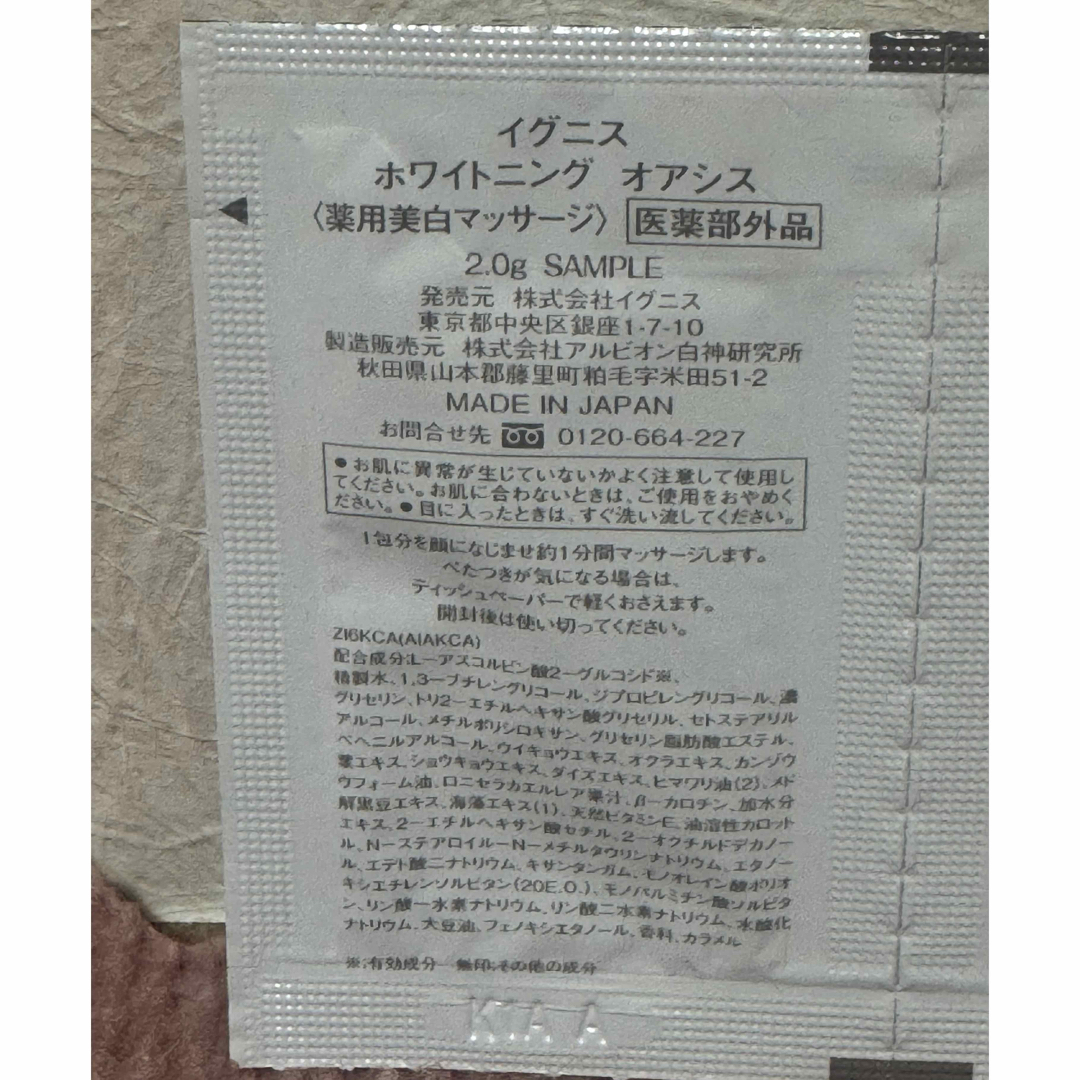 イグニス
ホワイトニング オアシス
〈薬用美白マッサージ〉 医薬部外品
2.0g SAMPLE
発売元 株式会社イグニス
東京都中央区銀座1-7-10
製造販売元 株式会社アルビオン白神研究所
秋田県山本郡藤里町粕毛字米田51-2
MADE IN JAPAN
お問合せ先 0120-664-227
●お肌に異常が生じていないかよく注意して使用し
てください。お肌に合わないときは、ご使用をおやめく
ださい。●目に入ったときは、すぐ洗い流してください。
1包分を顔になじませ約1分間マッサージします。
べたつきが気になる場合は、
ティッシュペーパーで軽くおさえます。
開封後は使い切ってください。
ZI6KCA(AIAKCA)
配合成分:L-アスコルビン酸2-グルコシド※、
精製水、1,3-ブチレングリコール、ジプロピレングリコール、濃
グリセリン、トリ2-エチルヘキサン酸グリセリル、セトステアリル
アルコール、メチルポリシロキサン、グリセリン脂肪酸エステル、
ベヘニルアルコール、ウイキョウエキス、オクラエキス、カンゾウ
葉エキス、ショウキョウエキス、ダイズエキス、ヒマワリ油(2)、メド
ウフォーム油、ロニセラカエルレア果汁、β-カロチン、加水分
解黒豆エキス、海藻エキス(1)、天然ビタミンE、油溶性カロット
エキス、2-エチルヘキサン酸セチル、2-オクチルドデカノー
ル、N-ステアロイル-N-メチルタウリンナトリウム、エタノー
ル、エデト酸二ナトリウム、キサンタンガム、モノオレイン酸ポリオ
キシエチレンソルビタン(20E.O.)、モノパルミチン酸ソルビタ
ン、リン酸一水素ナトリウム、リン酸二水素ナトリウム、水酸化
ナトリウム、大豆油、フェノキシエタノール、香料、カラメル
※:有効成分 無印:その他の成分
KIA A